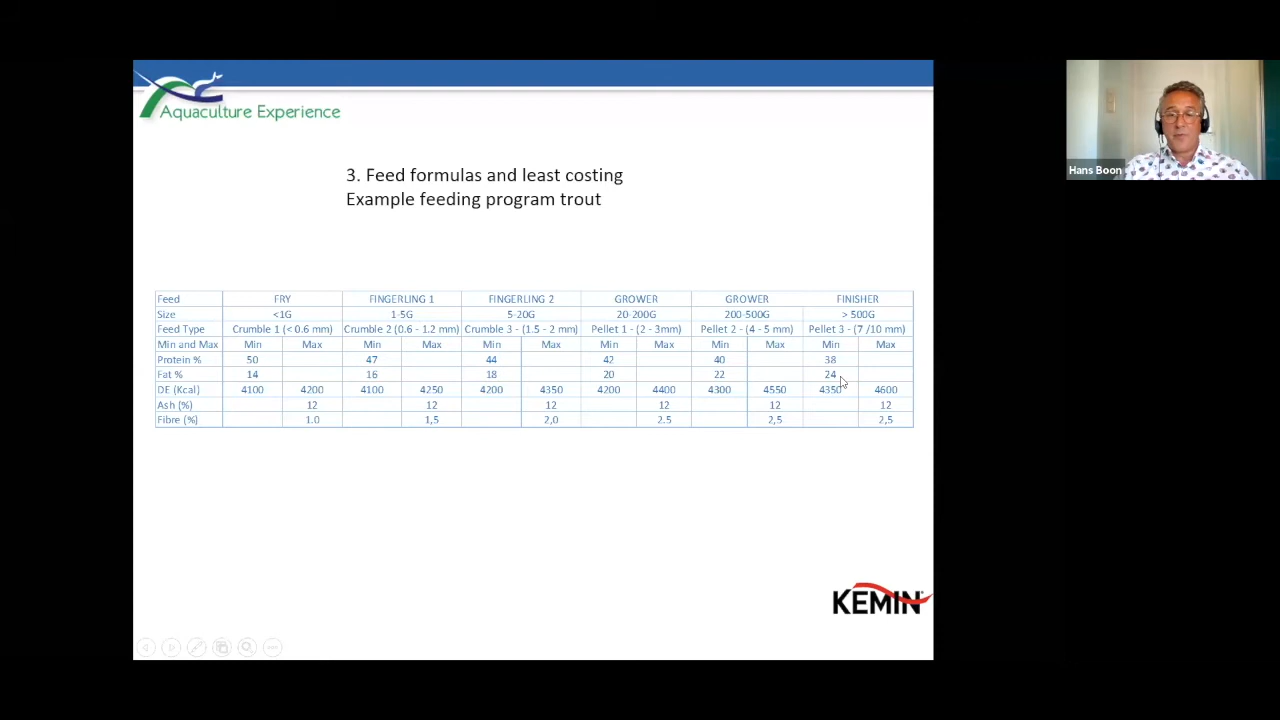 Aquaculture Experience
Hans Boon
3. Feed formulas and least costing
Example feeding program trout
Feed FRY FINGERLING 1 FINGERLING 2 GROWER GROWER FINISHER
Size <1G 1-5G 5-20G 20-200G 200-500G > 500G
Feed Type Crumble 1 (< 0.6 mm) Crumble 2 (0.6 - 1.2 mm) Crumble 3 - (1.5 - 2 mm) Pellet 1 - (2 - 3mm) Pellet 2 - (4 - 5 mm) Pellet 3 - (7 /10 mm)
Min and Max Min Max Min Max Min Max Min Max Min Max Min Max
Protein % 50 47 44 42 40 38
Fat % 14 16 18 20 22 24
DE (Kcal) 4100 4200 4100 4250 4200 4350 4200 4400 4300 4550 4350 4600
Ash (%) 12 12 12 12 12 12
Fibre (%) 1.0 1,5 2,0 2.5 2,5 2,5
KEMIN